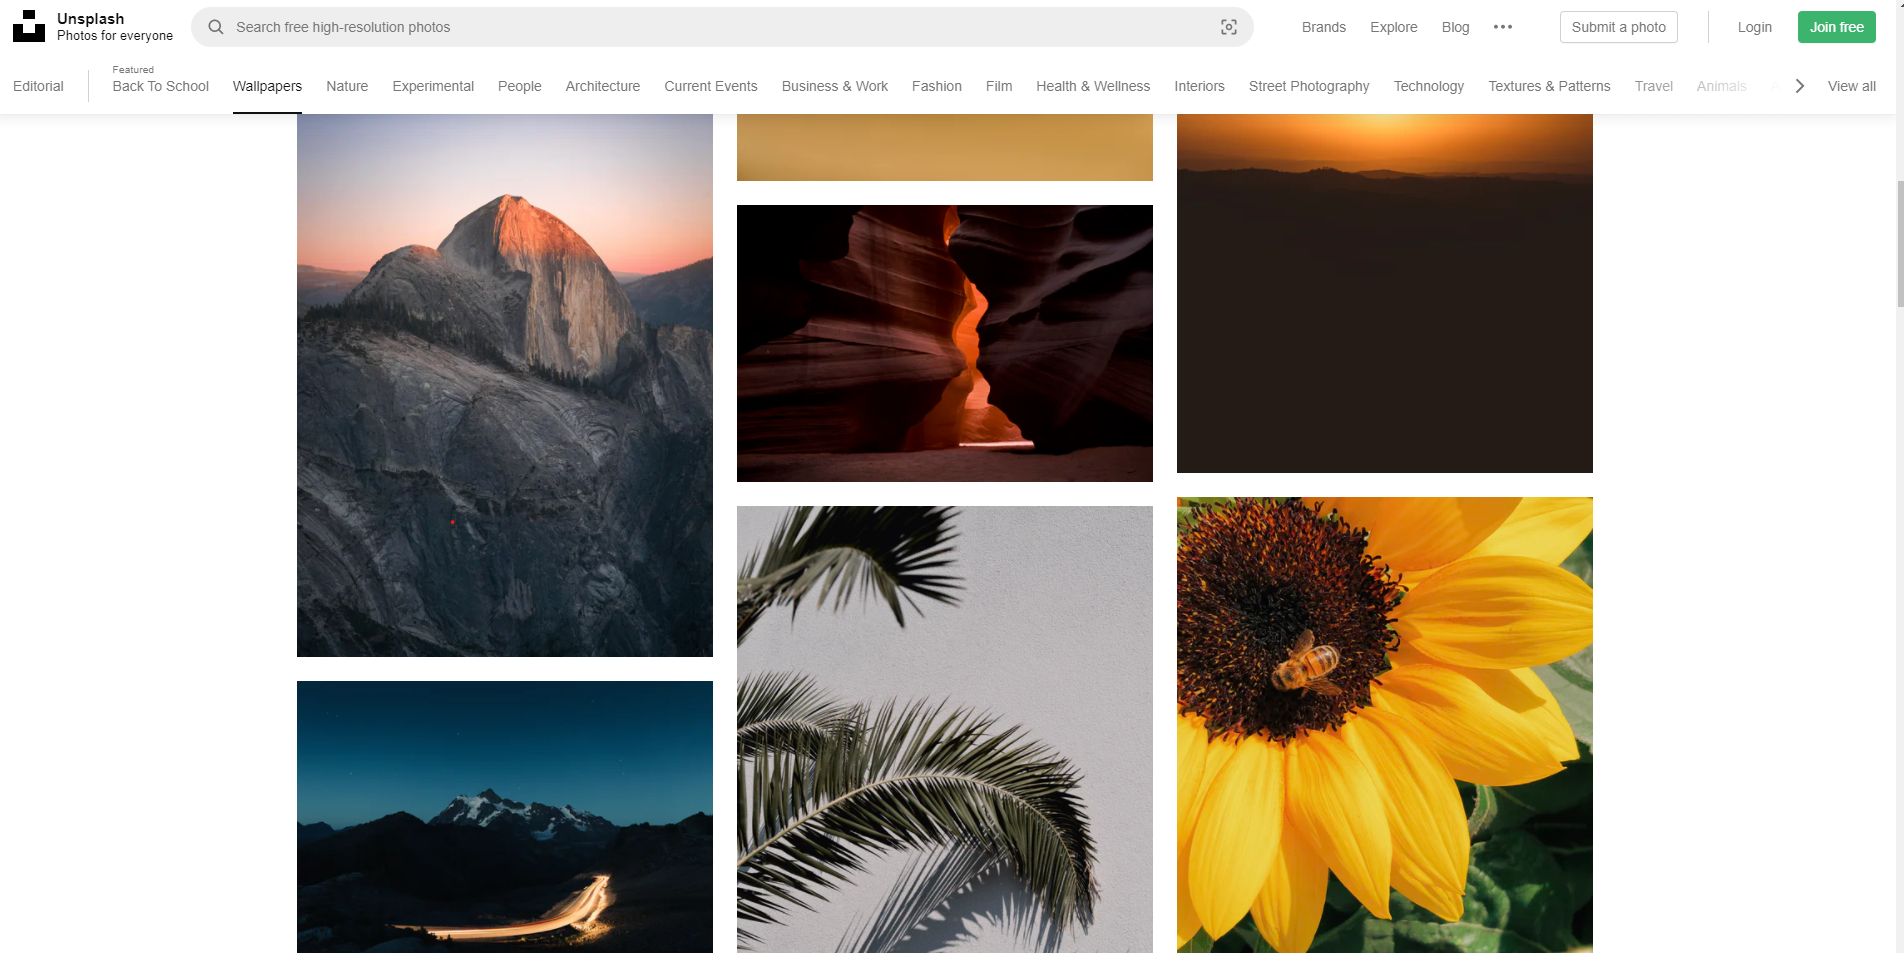 Unsplash
Photos for everyone
Search free high-resolution photos
Brands
Explore
Blog
Submit a photo
Login
Join free
Editorial
Featured
Back To School
Wallpapers
Nature
Experimental
People
Architecture
Current Events
Business & Work
Fashion
Film
Health & Wellness
Interiors
Street Photography
Technology
Textures & Patterns
Travel
Animals
View all